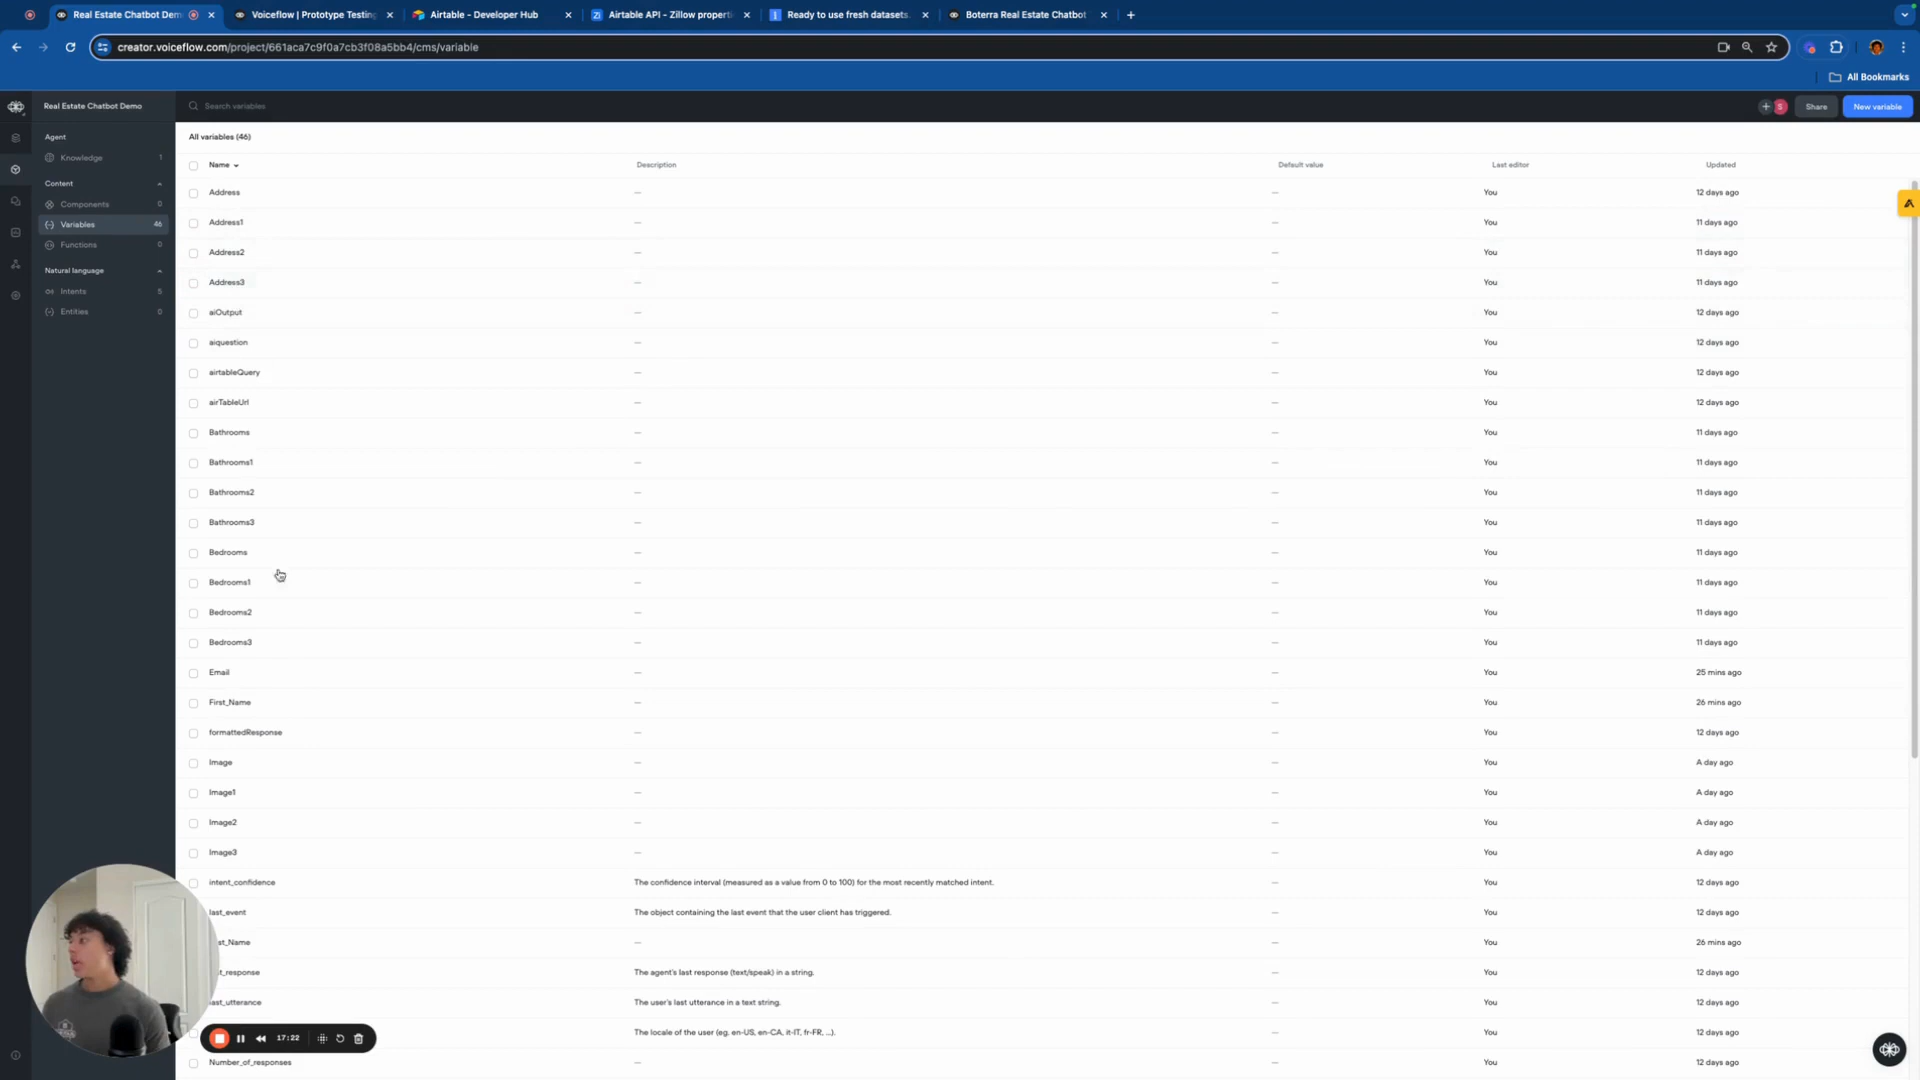 Real Estate Chatbot Dem
Voiceflow | Prototype Testing
Airtable - Developer Hub
Airtable API - Zillow propert
Ready to use fresh datasets
Boterra Real Estate Chatbot
creator.voiceflow.com/project/661aca7c9f0a7cb3f08a5bb4/cms/variable
All Bookmarks
Real Estate Chatbot Demo
Search variables
S
Share
New variable
Agent
Knowledge 1
Content
Components 0
Variables 46
Functions 0
Natural language
Intents 5
Entities 0
All variables (46)
Name Description Default value Last editor Updated
Address — — You 12 days ago
Address1 — — You 11 days ago
Address2 — — You 11 days ago
Address3 — — You 11 days ago
aiOutput — — You 12 days ago
aiquestion — — You 12 days ago
airtableQuery — — You 12 days ago
airTableUrl — — You 12 days ago
Bathrooms — — You 11 days ago
Bathrooms1 — — You 11 days ago
Bathrooms2 — — You 11 days ago
Bathrooms3 — — You 11 days ago
Bedrooms — — You 11 days ago
Bedrooms1 — — You 11 days ago
Bedrooms2 — — You 11 days ago
Bedrooms3 — — You 11 days ago
Email — — You 25 mins ago
First_Name — — You 26 mins ago
formattedResponse — — You 12 days ago
Image — — You A day ago
Image1 — — You A day ago
Image2 — — You A day ago
Image3 — — You A day ago
intent_confidence The confidence interval (measured as a value from 0 to 100) for the most recently matched intent. — You 12 days ago
last_event The object containing the last event that the user client has triggered. — You 12 days ago
st_Name — — You 26 mins ago
t_response The agent's last response (text/speak) in a string. — You 12 days ago
ast_utterance The user's last utterance in a text string. — You 12 days ago
The locale of the user (eg. en-US, en-CA, it-IT, fr-FR, ...). — You 12 days ago
17:22
Number_of_responses — — You 12 days ago